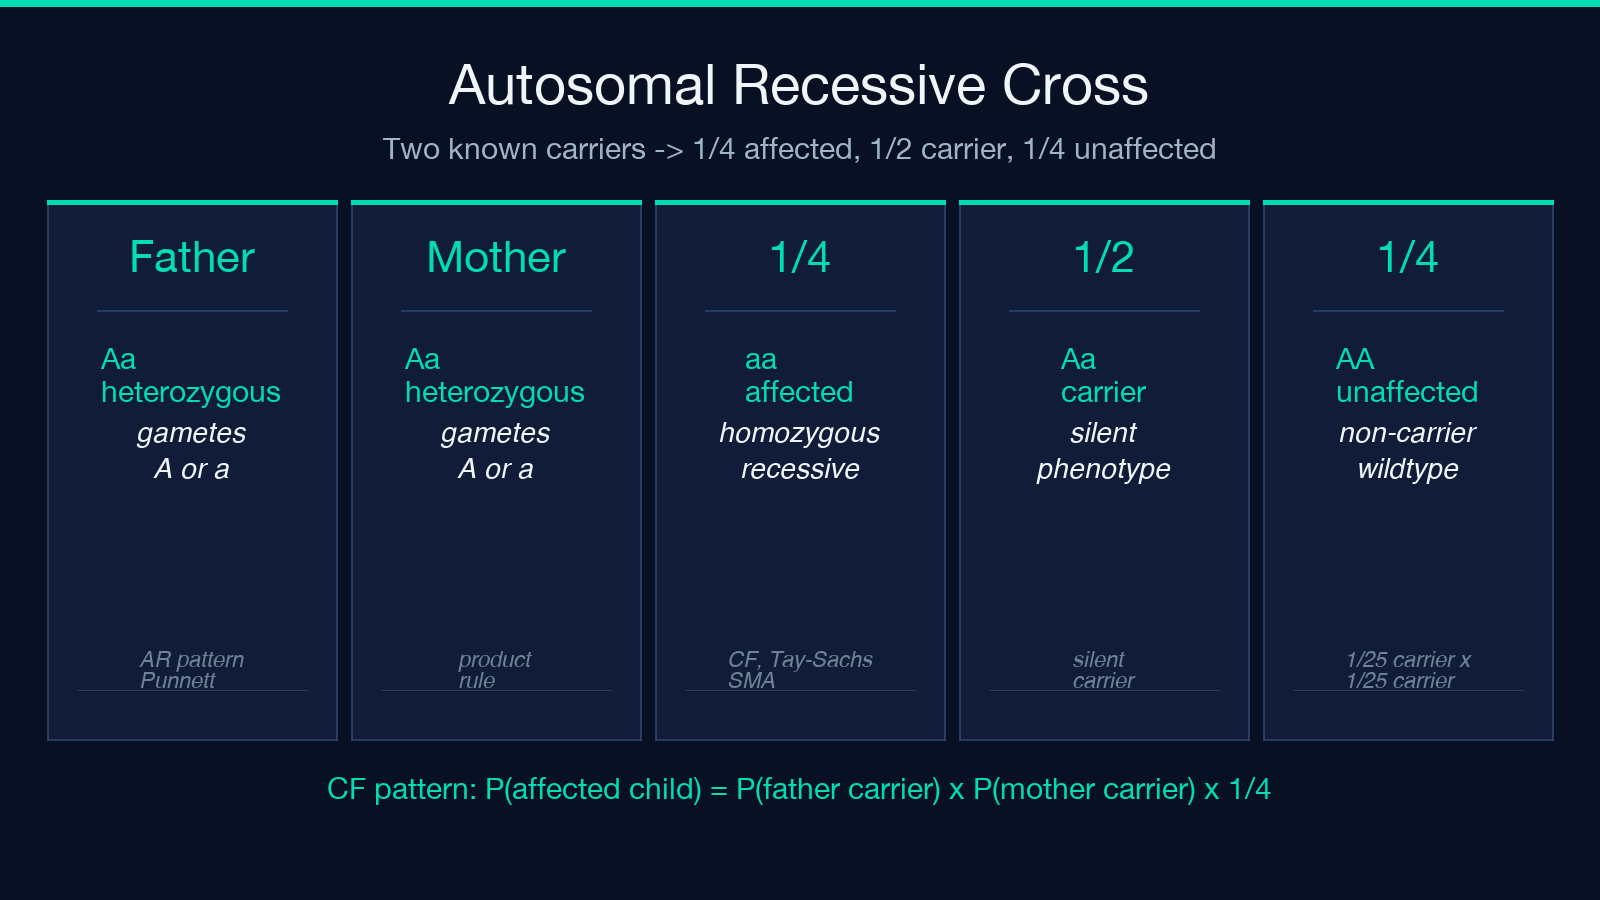 Autosomal Recessive Cross
Two known carriers -> 1/4 affected, 1/2 carrier, 1/4 unaffected
Father
Aa
heterozygous
gametes
A or a
AR pattern
Punnett
Mother
Aa
heterozygous
gametes
A or a
product
rule
1/4
aa
affected
homozygous
recessive
CF, Tay-Sachs
SMA
1/2
Aa
carrier
silent
phenotype
silent
carrier
1/4
AA
unaffected
non-carrier
wildtype
1/25 carrier x
1/25 carrier
CF pattern: P(affected child) = P(father carrier) x P(mother carrier) x 1/4